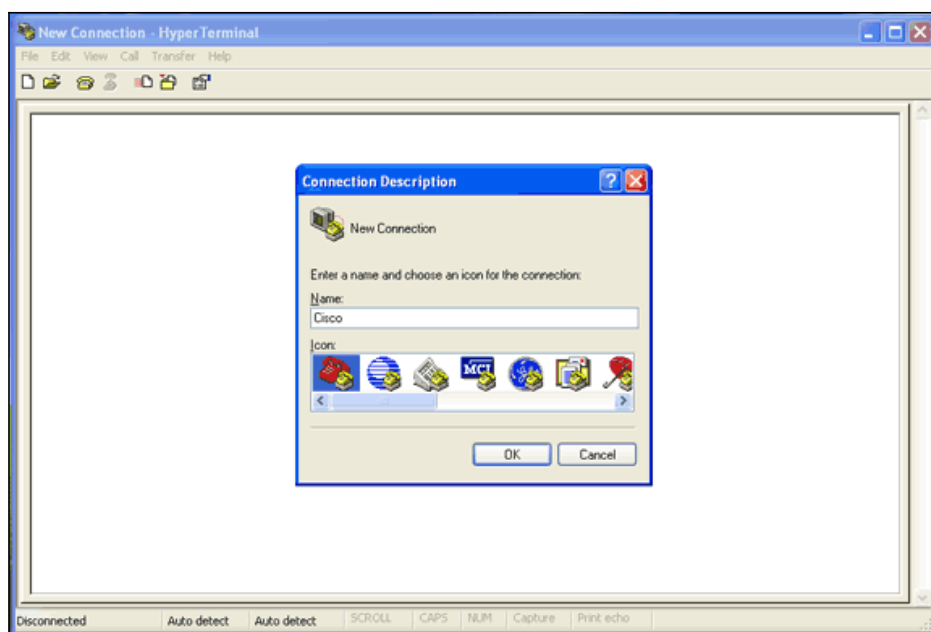 New Connection - HyperTerminal
File Edit View Call Transfer Help
Connection Description
New Connection
Enter a name and choose an icon for the connection:
Name:
Cisco
Icon:
MCI
OK Cancel
Disconnected Auto detect Auto detect SCROLL CAPS NUM Capture Print echo